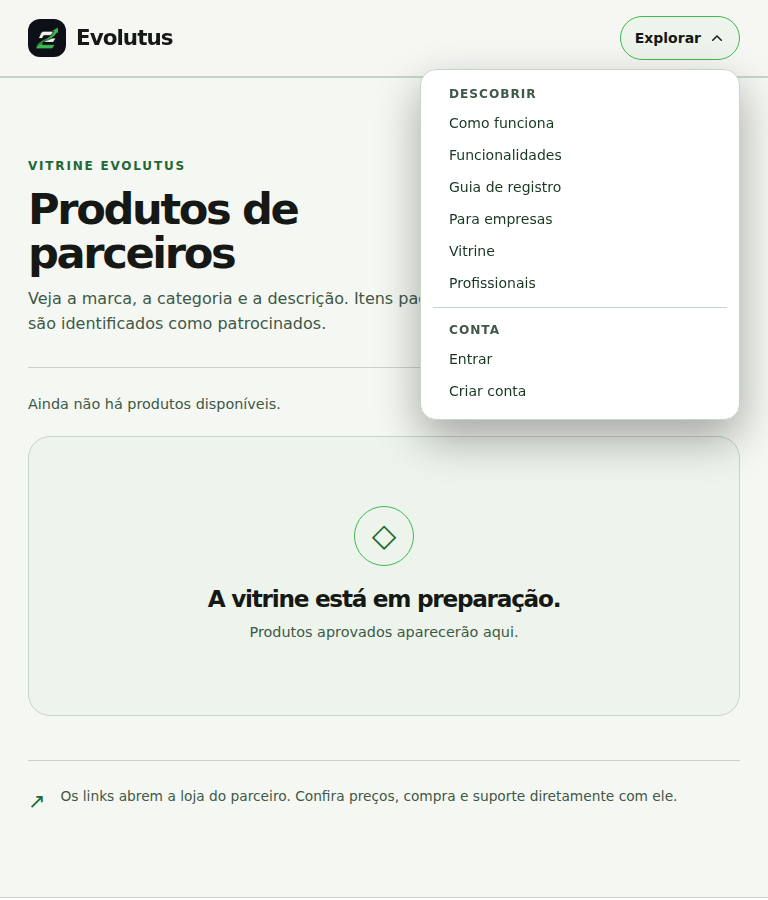 Evolutus
Explorar
DESCOBRIR
Como funciona
Funcionalidades
Guia de registro
Para empresas
Vitrine
Profissionais
CONTA
Entrar
Criar conta
VITRINE EVOLUTUS
Produtos de
parceiros
Veja a marca, a categoria e a descrição. Itens
são identificados como patrocinados.
Ainda não há produtos disponíveis.
A vitrine está em preparação.
Produtos aprovados aparecerão aqui.
Os links abrem a loja do parceiro. Confira preços, compra e suporte diretamente com ele.